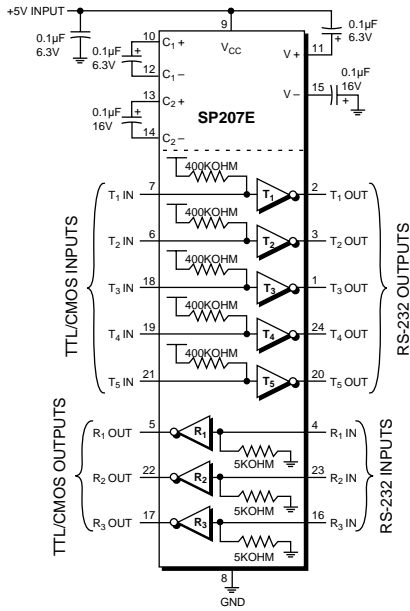 +5V INPUT
0.1µF
6.3V
9
VCC
0.1µF
6.3V
10
C1 +
0.1µF
6.3V
12
C1 –
V +
11
13
C2 +
0.1µF
16V
14
C2 –
V –
15
0.1µF
16V
SP207E
400KOHM
T1 IN
7
T1
2
T1 OUT
400KOHM
T2 IN
6
T2
3
T2 OUT
400KOHM
T3 IN
18
T3
1
T3 OUT
400KOHM
T4 IN
19
T4
24
T4 OUT
400KOHM
T5 IN
21
T5
20
T5 OUT
TTL/CMOS INPUTS
RS-232 OUTPUTS
R1 OUT
5
R1
4
R1 IN
5KOHM
R2 OUT
22
R2
23
R2 IN
5KOHM
R3 OUT
17
R3
16
R3 IN
5KOHM
TTL/CMOS OUTPUTS
RS-232 INPUTS
8
GND